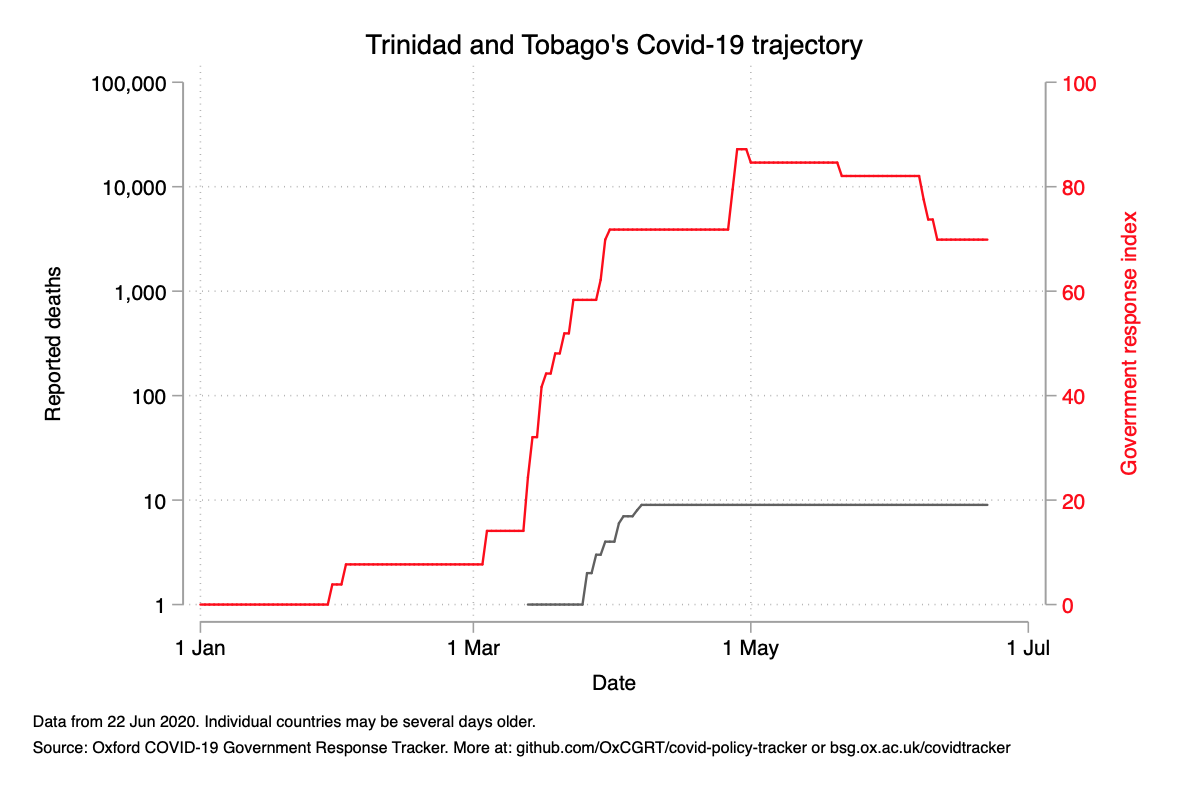 Trinidad and Tobago's Covid-19 trajectory
100,000
10,000
1,000
100
10
1
Reported deaths
100
80
60
40
20
0
Government response index
1 Jan
1 Mar
1 May
1 Jul
Date
Data from 22 Jun 2020. Individual countries may be several days older.
Source: Oxford COVID-19 Government Response Tracker. More at: github.com/OxCGRT/covid-policy-tracker or bsg.ox.ac.uk/covidtracker